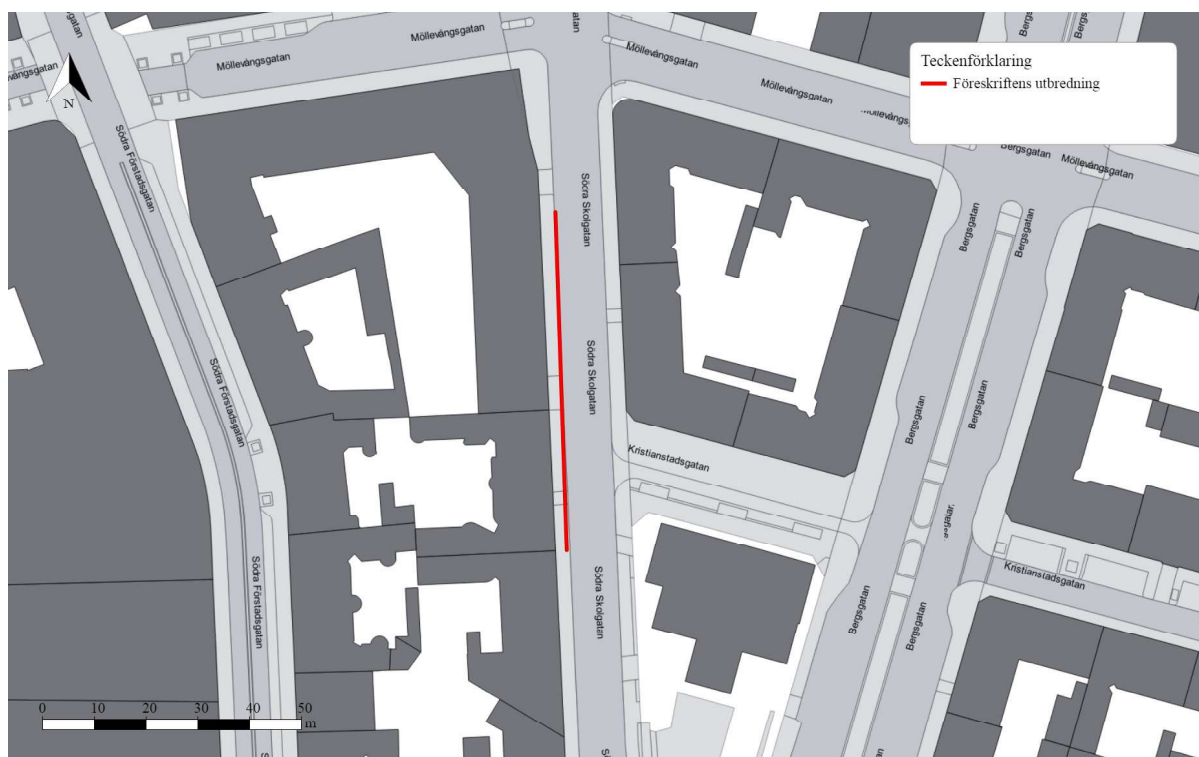 Möllevångsgatan
Möllevångsgatan
Möllevångsgatan
Möllevångsgatan
Bergsgatan
Möllevångsgatan
Teckenförklaring
Föreskriftens utbredning
N
Södra Förstadsgatan
Södra Förstadsgatan
Södra Förstadsgatan
Södra Skolgatan
Södra Skolgatan
Södra Skolgatan
Bergsgatan
Bergsgatan
Bergsgatan
Bergsgatan
Kristianstadsgatan
Kristianstadsgatan
Bergsgatan
Bergsgatan
0 10 20 30 40 50
m